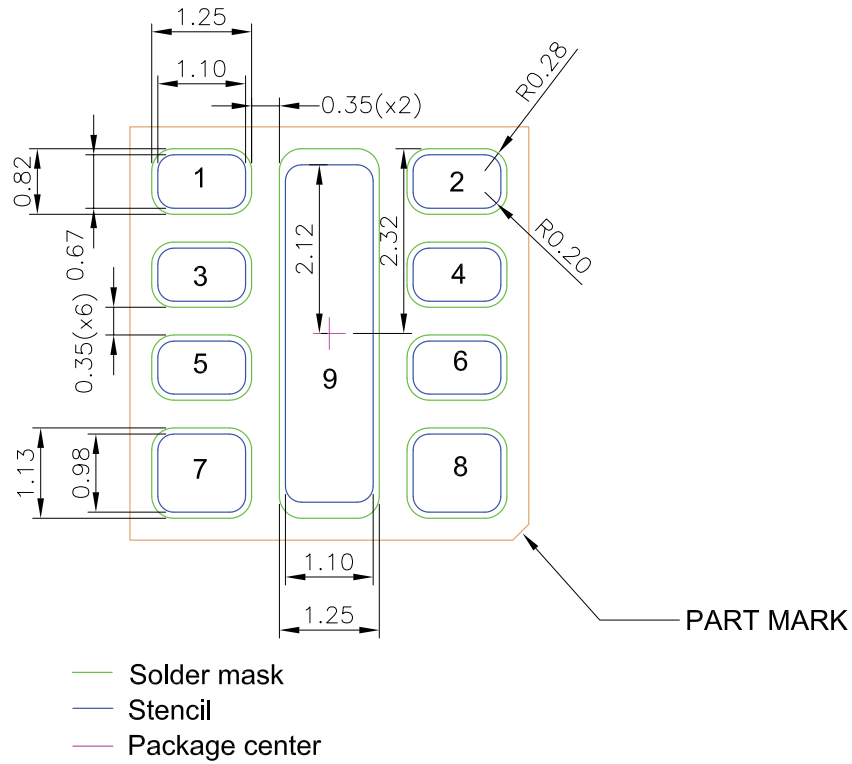 1.25
1.10
0.35(x2)
R0.28
0.82
0.67
1
2
2.12
2.32
R0.20
3
4
0.35(x6)
5
9
6
1.13
0.98
7
8
1.10
1.25
PART MARK
Solder mask
Stencil
Package center